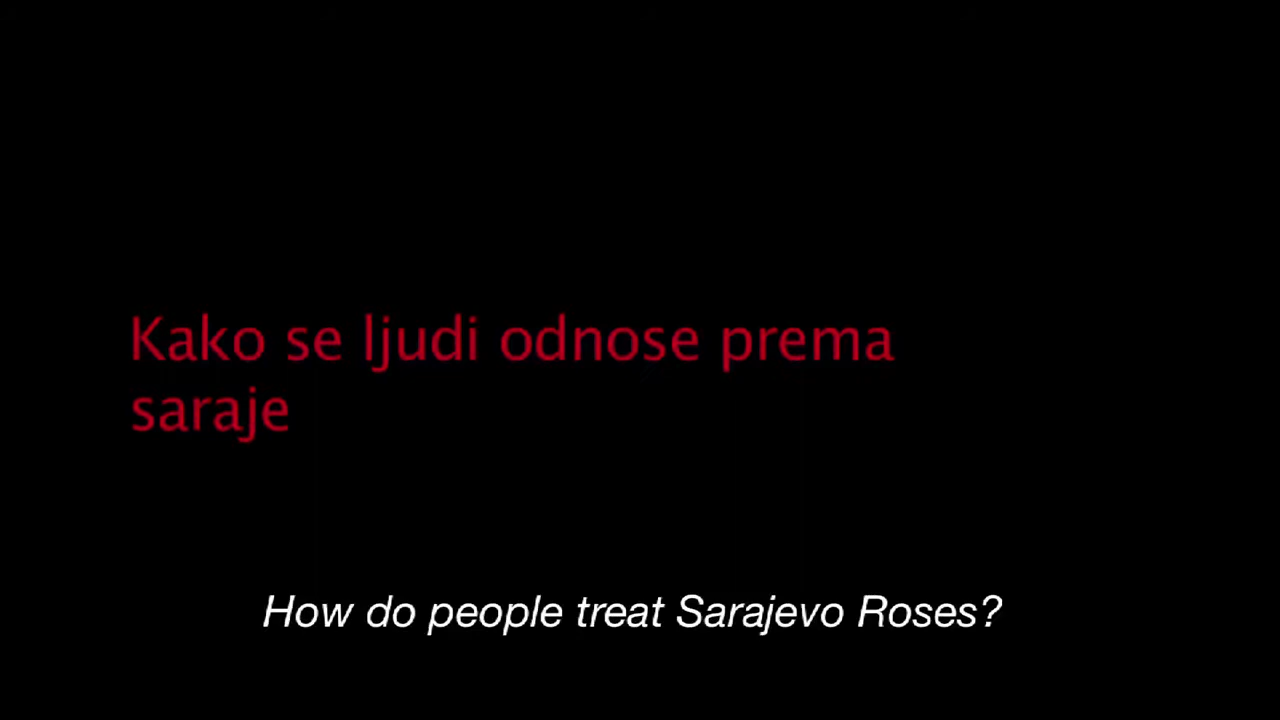 Kako se ljudi odnose prema
saraje
How do people treat Sarajevo Roses?